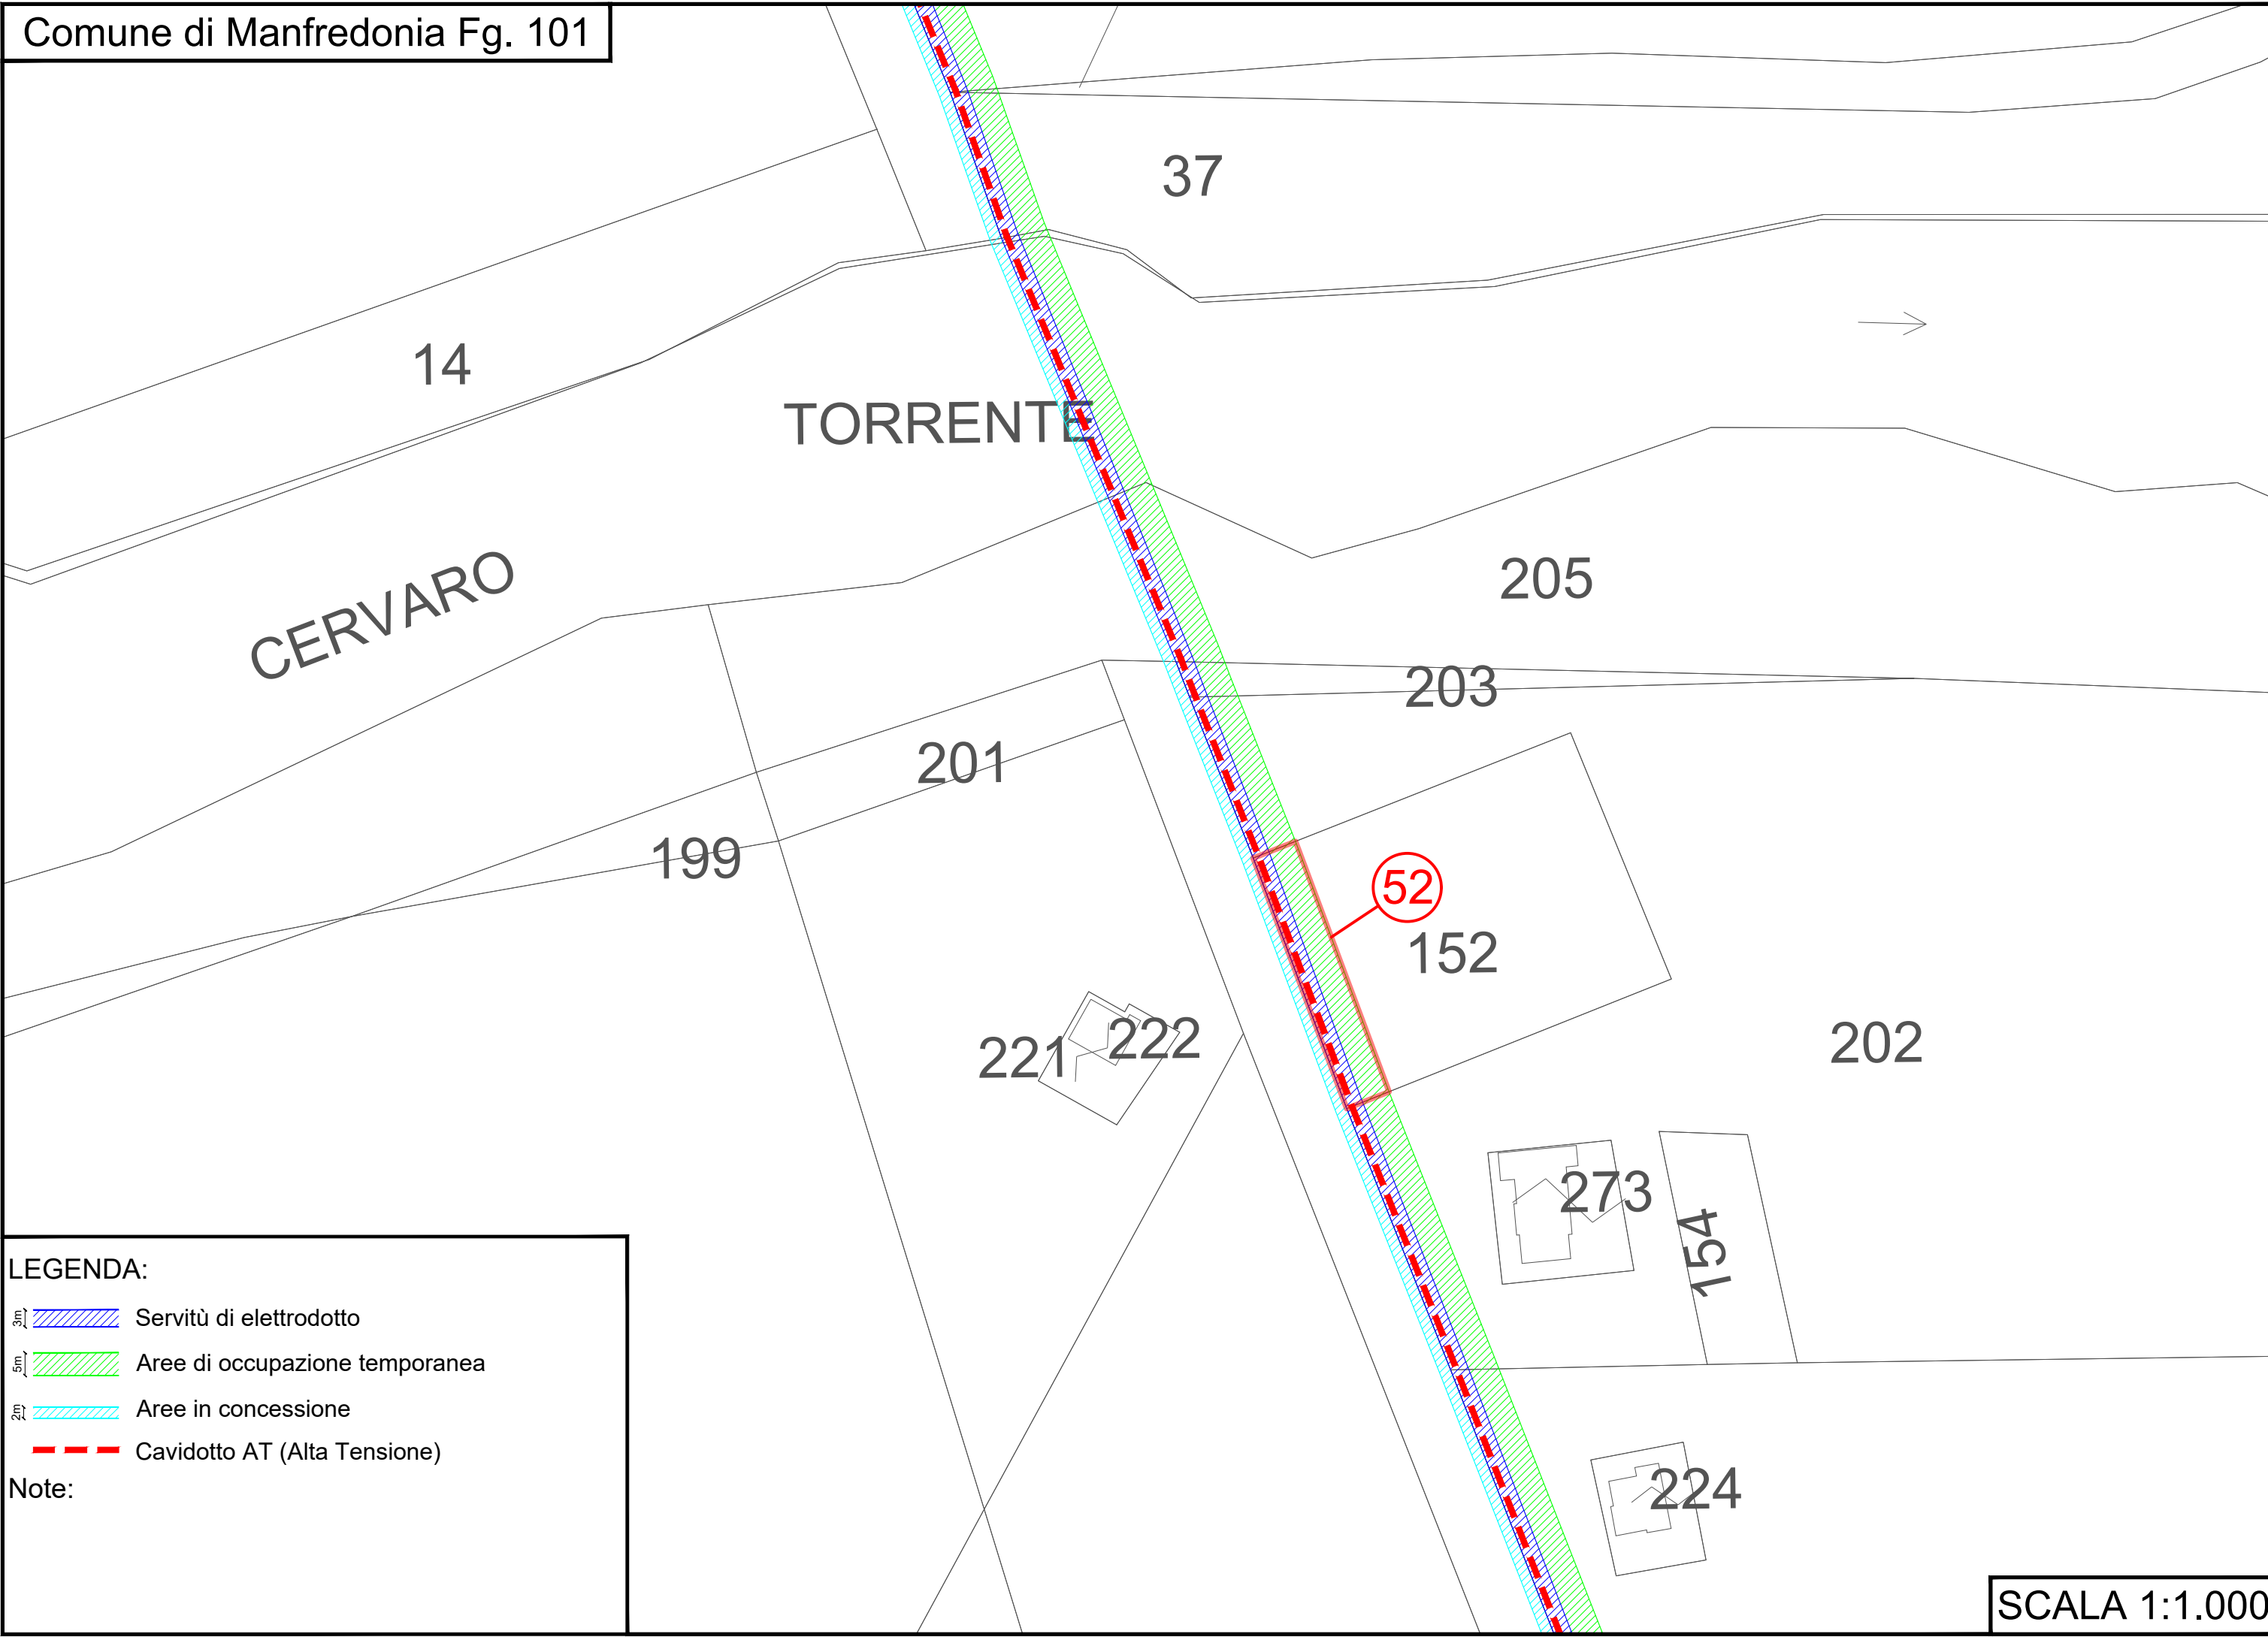 Comune di Manfredonia Fg. 101
37
14
TORRENTE
CERVARO
205
203
201
199
52
152
221
222
202
273
154
224
LEGENDA:
3m
Servitù di elettrodotto
5m
Aree di occupazione temporanea
2m
Aree in concessione
Cavidotto AT (Alta Tensione)
Note:
SCALA 1:1.000